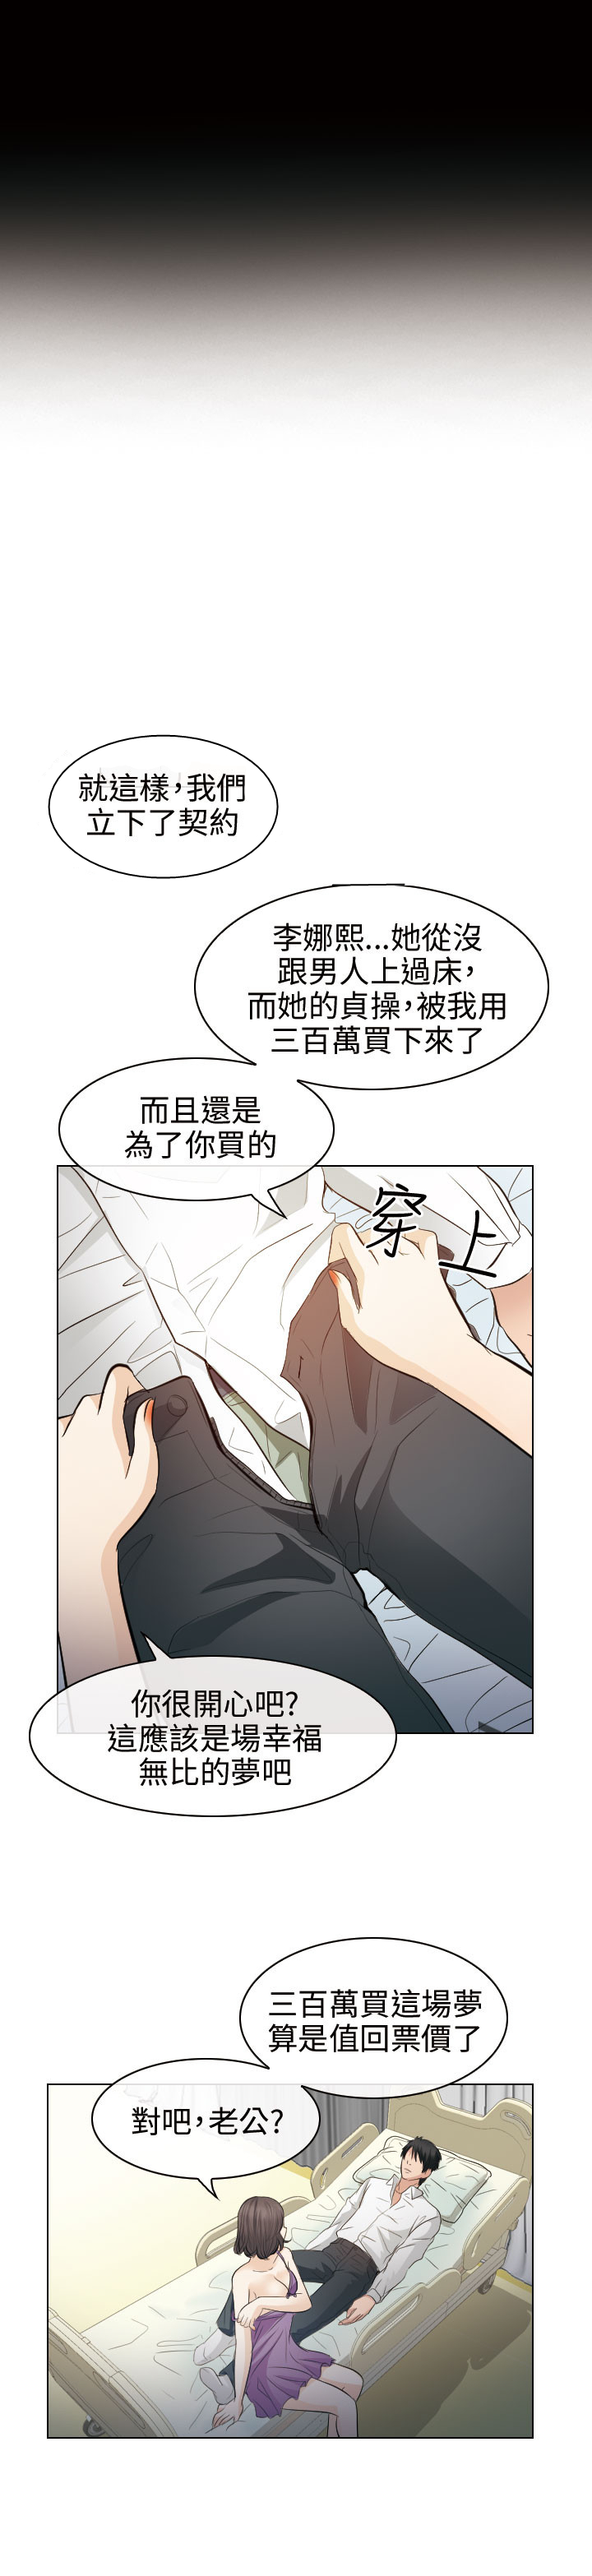 就這樣，我們
立下了契約
李娜熙…她從沒
跟男人上過床，
而她的貞操，被我用
三百萬買下來了
而且還是
為了你買的
穿上
你很開心吧?
這應該是場幸福
無比的夢吧
三百萬買這場夢
算是值回票價了
對吧，老公?